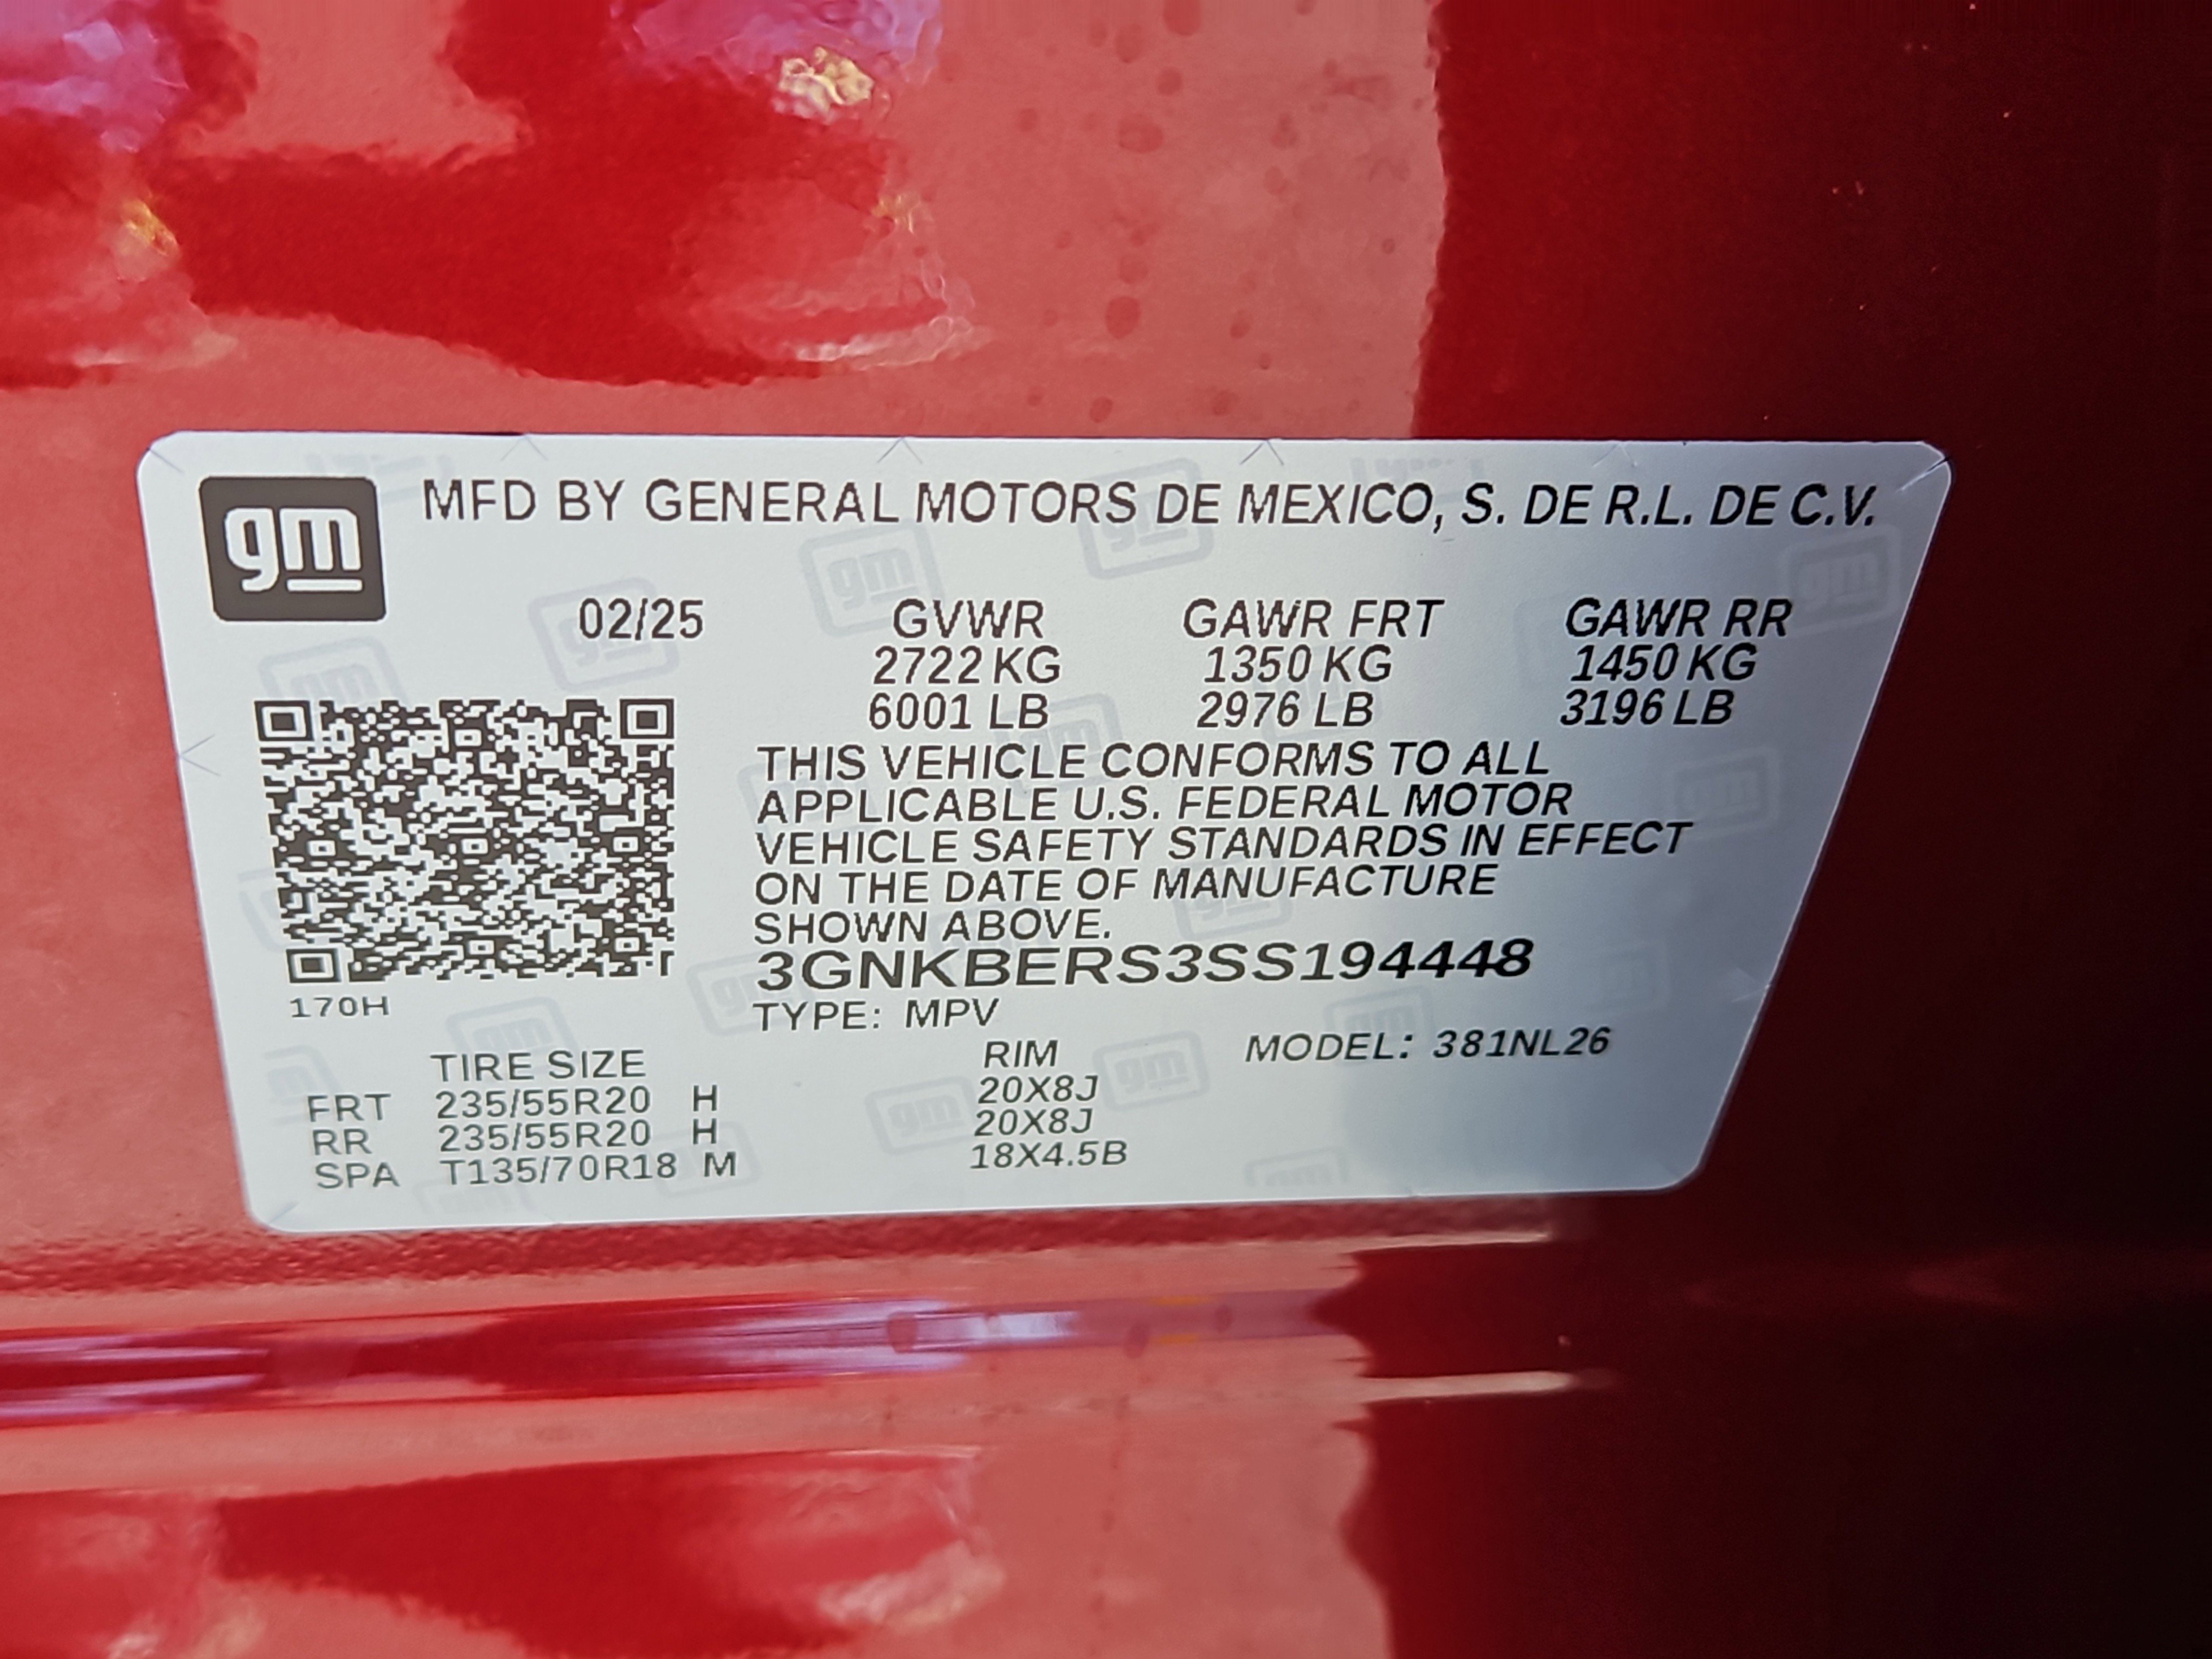 gm MFD BY GENERAL MOTORS DE MEXICO, S. DE R.L. DE C.V.
02/25 GVWR GAWR FRT GAWR RR
2722 KG 1350 KG 1450 KG
6001 LB 2976 LB 3196 LB
THIS VEHICLE CONFORMS TO ALL
APPLICABLE U.S. FEDERAL MOTOR
VEHICLE SAFETY STANDARDS IN EFFECT
ON THE DATE OF MANUFACTURE
SHOWN ABOVE.
3GNKBERS3SS194448
170H
TYPE: MPV
MODEL: 381NL26
TIRE SIZE RIM
FRT 235/55R20 H 20X8J
RR 235/55R20 H 20X8J
SPA T135/70R18 M 18X4.5B